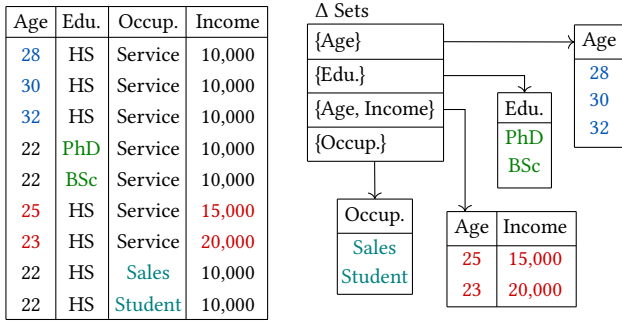 Age Edu. Occup. Income
28 HS Service 10,000
30 HS Service 10,000
32 HS Service 10,000
22 PhD Service 10,000
22 BSc Service 10,000
25 HS Service 15,000
23 HS Service 20,000
22 HS Sales 10,000
22 HS Student 10,000
Δ Sets
{Age}
{Edu.}
{Age, Income}
{Occup.}
Age
28
30
32
Edu.
PhD
BSc
Occup.
Sales
Student
Age Income
25 15,000
23 20,000